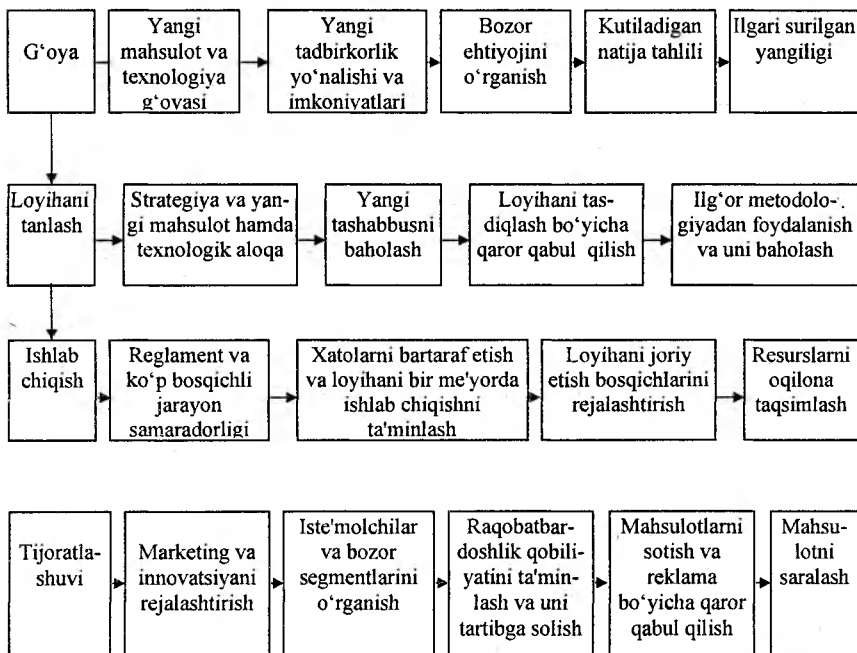 G‘oya
Yangi
mahsulot va
texnologiya
g‘ovasi
Yangi
tadbirkorlik
yo‘nalishi va
imkonivatlari
Bozor
ehtiyojini
o‘rganish
Kutiladigan
natija tahlili
Ilgari surilgan
yangiligi
Loyihani
tanlash
Strategiya va yan-
gi mahsulot hamda
texnologik aloqa
Yangi
tashabbusni
baholash
Loyihani tas-
diqlash bo‘yicha
qaror qabul qilish
Ilg‘or metodolo-
giyadan foydalanish
va uni baholash
Ishlab
chiqish
Reglament va
ko‘p bosqichli
jarayon
samaradorligi
Xatolarni bartaraf etish
va loyihani bir me'yorda
ishlab chiqishni
ta'minlash
Loyihani joriy
etish bosqichlarini
rejalashtirish
Resurslarni
oqilona
taqsimlash
Tijoratla-
shuvi
Marketing va
innovatsiyani
rejalashtirish
Iste'molchilar
va bozor
segmentlarini
o‘rganish
Raqobatbar-
doshlik qobili-
yatini ta'min-
lash va uni
tartibga solish
Mahsulotlarni
sotish va
reklama
bo‘yicha qaror
qabul qilish
Mahsu-
lotni
saralash